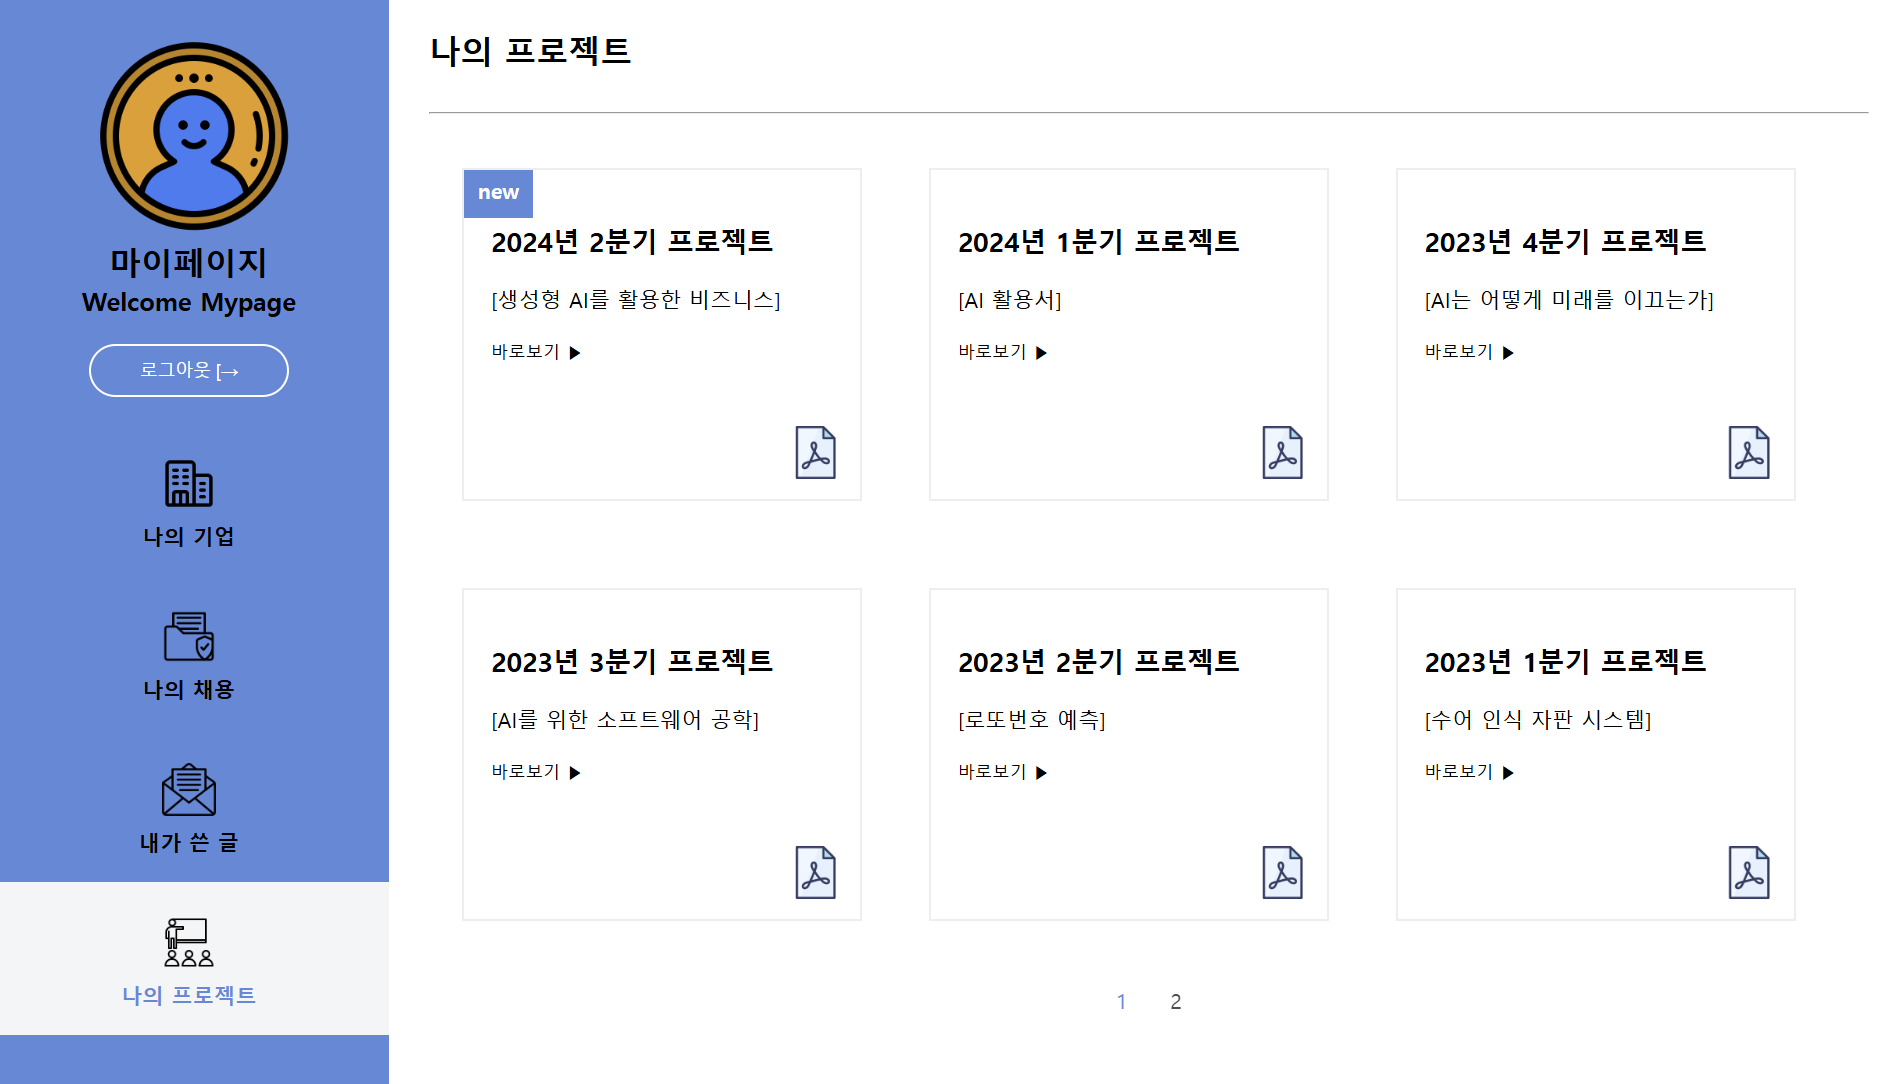 마이페이지
Welcome Mypage
로그아웃 [→
나의 기업
나의 채용
내가 쓴 글
나의 프로젝트
나의 프로젝트
new
2024년 2분기 프로젝트
[생성형 AI를 활용한 비즈니스]
바로보기 ▶
2024년 1분기 프로젝트
[AI 활용서]
바로보기 ▶
2023년 4분기 프로젝트
[AI는 어떻게 미래를 이끄는가]
바로보기 ▶
2023년 3분기 프로젝트
[AI를 위한 소프트웨어 공학]
바로보기 ▶
2023년 2분기 프로젝트
[로또번호 예측]
바로보기 ▶
2023년 1분기 프로젝트
[수어 인식 자판 시스템]
바로보기 ▶
1 2